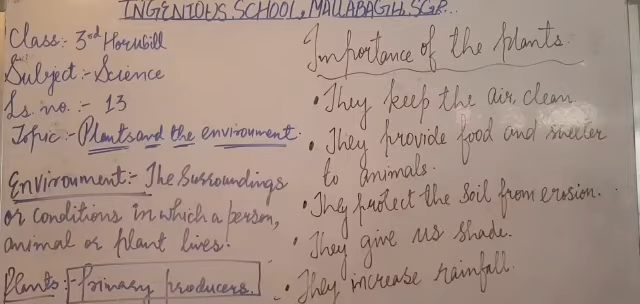 INGENIOUS SCHOOL, MALLABAGH, SGR...
Class:- 3rd Hornbill
Subject:- Science
Ls. no. :- 13
Topic:- Plants and the environment.
Environment:- The surroundings
or conditions in which a person,
animal or plant lives.
Plants:- Primary producers.
Importance of the plants.
• They keep the air clean.
• They provide food and shelter
to animals.
• They protect the soil from erosion.
• They give us shade.
• They increase rainfall.